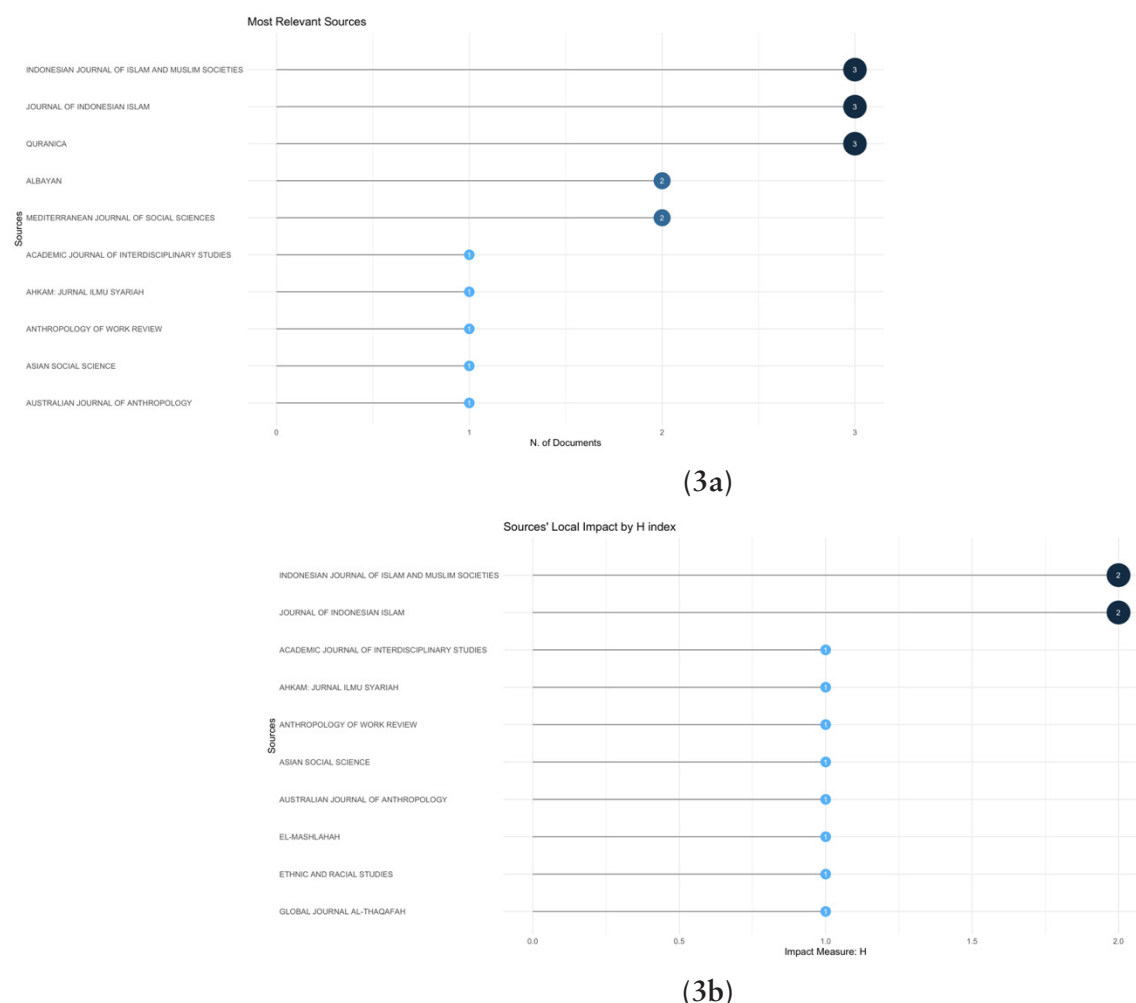 Most Relevant Sources
INDONESIAN JOURNAL OF ISLAM AND MUSLIM SOCIETIES
3
JOURNAL OF INDONESIAN ISLAM
3
QURANICA
3
ALBAYAN
2
MEDITERRANEAN JOURNAL OF SOCIAL SCIENCES
2
Sources
ACADEMIC JOURNAL OF INTERDISCIPLINARY STUDIES
1
AHKAM: JURNAL ILMU SYARIAH
1
ANTHROPOLOGY OF WORK REVIEW
1
ASIAN SOCIAL SCIENCE
1
AUSTRALIAN JOURNAL OF ANTHROPOLOGY
1
0 1 2 3
N. of Documents
(3a)
Sources' Local Impact by H index
INDONESIAN JOURNAL OF ISLAM AND MUSLIM SOCIETIES
2
JOURNAL OF INDONESIAN ISLAM
2
ACADEMIC JOURNAL OF INTERDISCIPLINARY STUDIES
1
AHKAM: JURNAL ILMU SYARIAH
1
Sources
ANTHROPOLOGY OF WORK REVIEW
1
ASIAN SOCIAL SCIENCE
1
AUSTRALIAN JOURNAL OF ANTHROPOLOGY
1
EL-MASHLAHAH
1
ETHNIC AND RACIAL STUDIES
1
GLOBAL JOURNAL AL-THAQAFAH
1
0.0 0.5 1.0 1.5 2.0
Impact Measure: H
(3b)